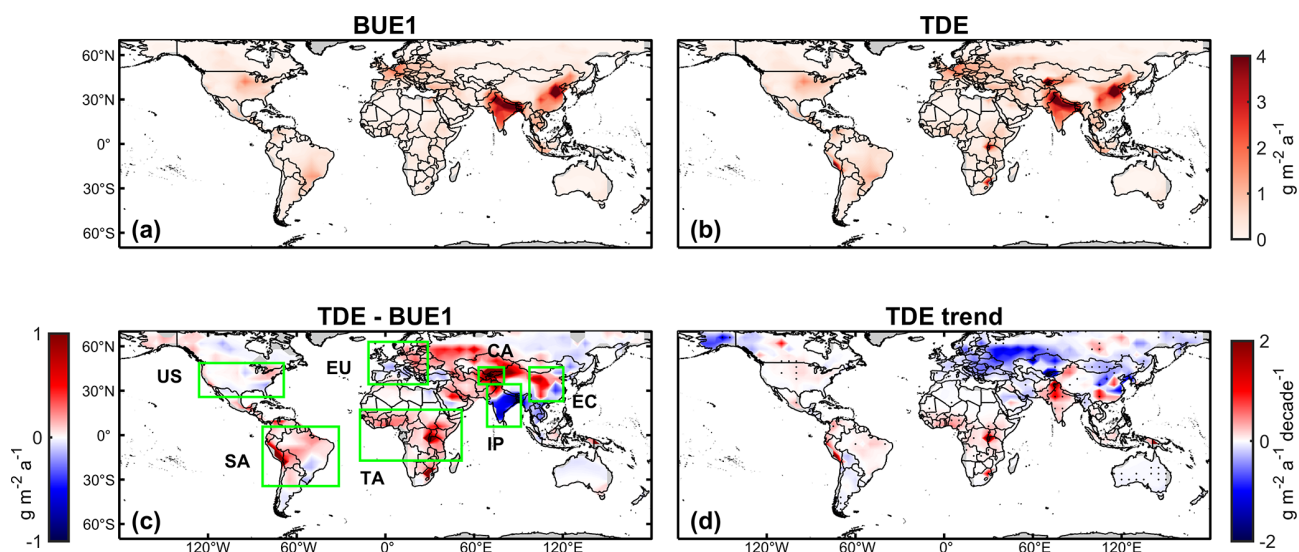 BUE1
TDE
60°N
30°N
0°
30°S
60°S
(a)
(b)
4
3
2
1
0
g m⁻² a⁻¹
TDE - BUE1
TDE trend
1
0
-1
g m⁻² a⁻¹
60°N
30°N
0°
30°S
60°S
US
EU
CA
EC
IP
SA
TA
(c)
(d)
2
1
0
-1
-2
g m⁻² a⁻¹ decade⁻¹
120°W
60°W
0°
60°E
120°E
120°W
60°W
0°
60°E
120°E